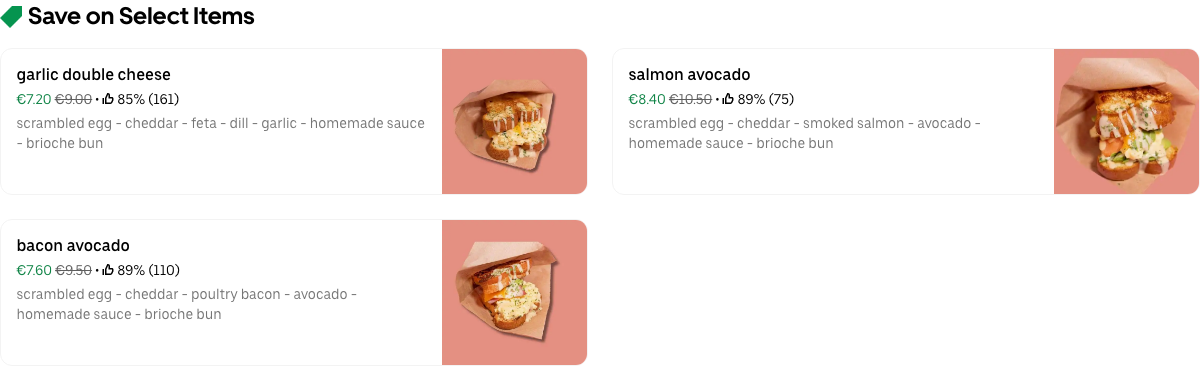 Save on Select Items
garlic double cheese
€7.20 €9.00 • 85% (161)
scrambled egg - cheddar - feta - dill - garlic - homemade sauce
- brioche bun
salmon avocado
€8.40 €10.50 • 89% (75)
scrambled egg - cheddar - smoked salmon - avocado -
homemade sauce - brioche bun
bacon avocado
€7.60 €9.50 • 89% (110)
scrambled egg - cheddar - poultry bacon - avocado -
homemade sauce - brioche bun